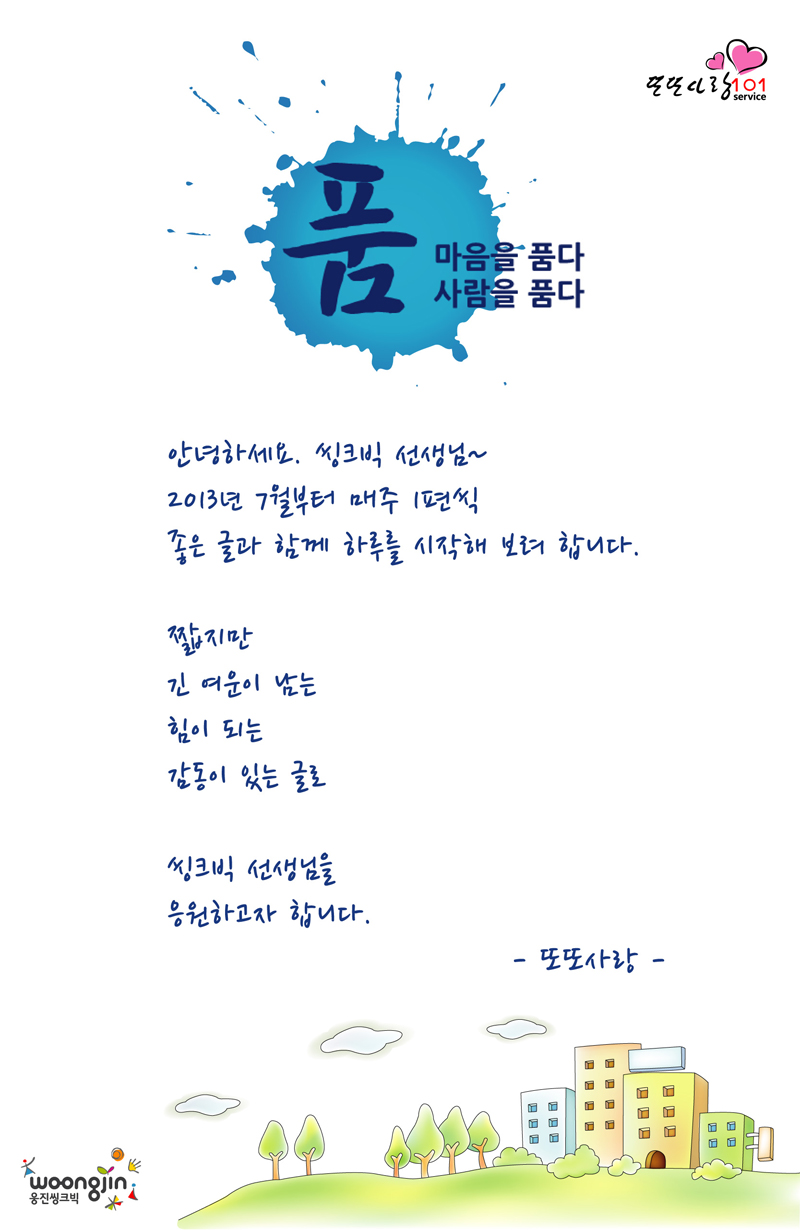 또또사랑101
service
품
마음을 품다
사람을 품다
안녕하세요. 씽크빅 선생님~
2013년 7월부터 매주 1편씩
좋은 글과 함께 하루를 시작해 보려 합니다.
짧지만
긴 여운이 남는
힘이 되는
감동이 있는 글로
씽크빅 선생님을
응원하고자 합니다.
- 또또사랑 -
woongjin
웅진씽크빅